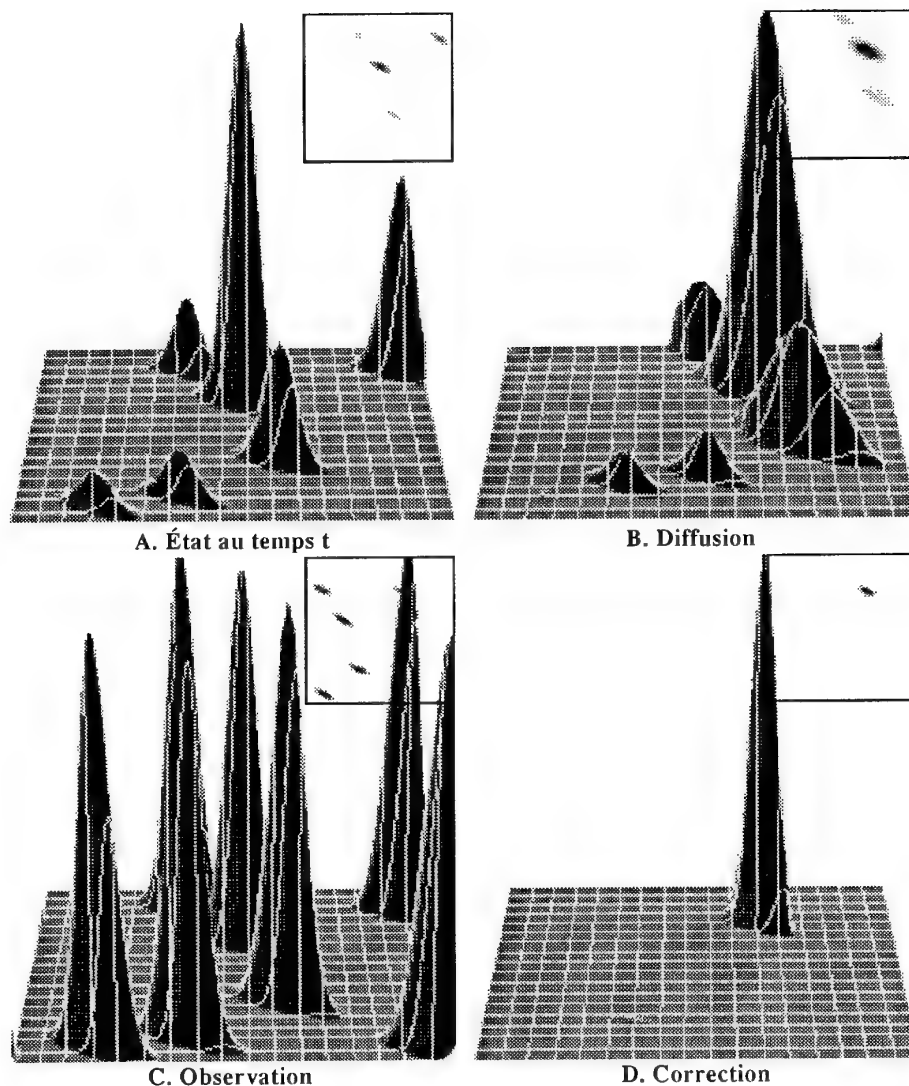 A. État au temps t
B. Diffusion
C. Observation
D. Correction